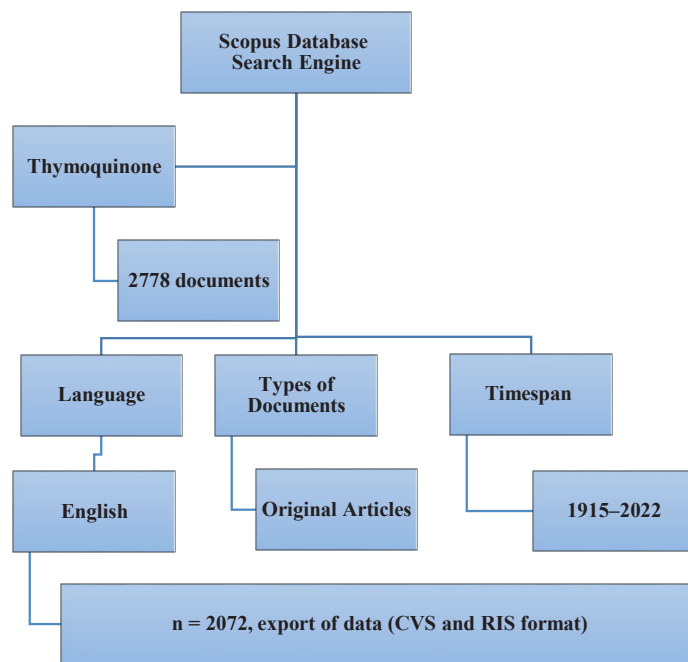 Scopus Database
Search Engine
Thymoquinone
2778 documents
Language
Types of
Documents
Timespan
English
Original Articles
1915–2022
n = 2072, export of data (CVS and RIS format)